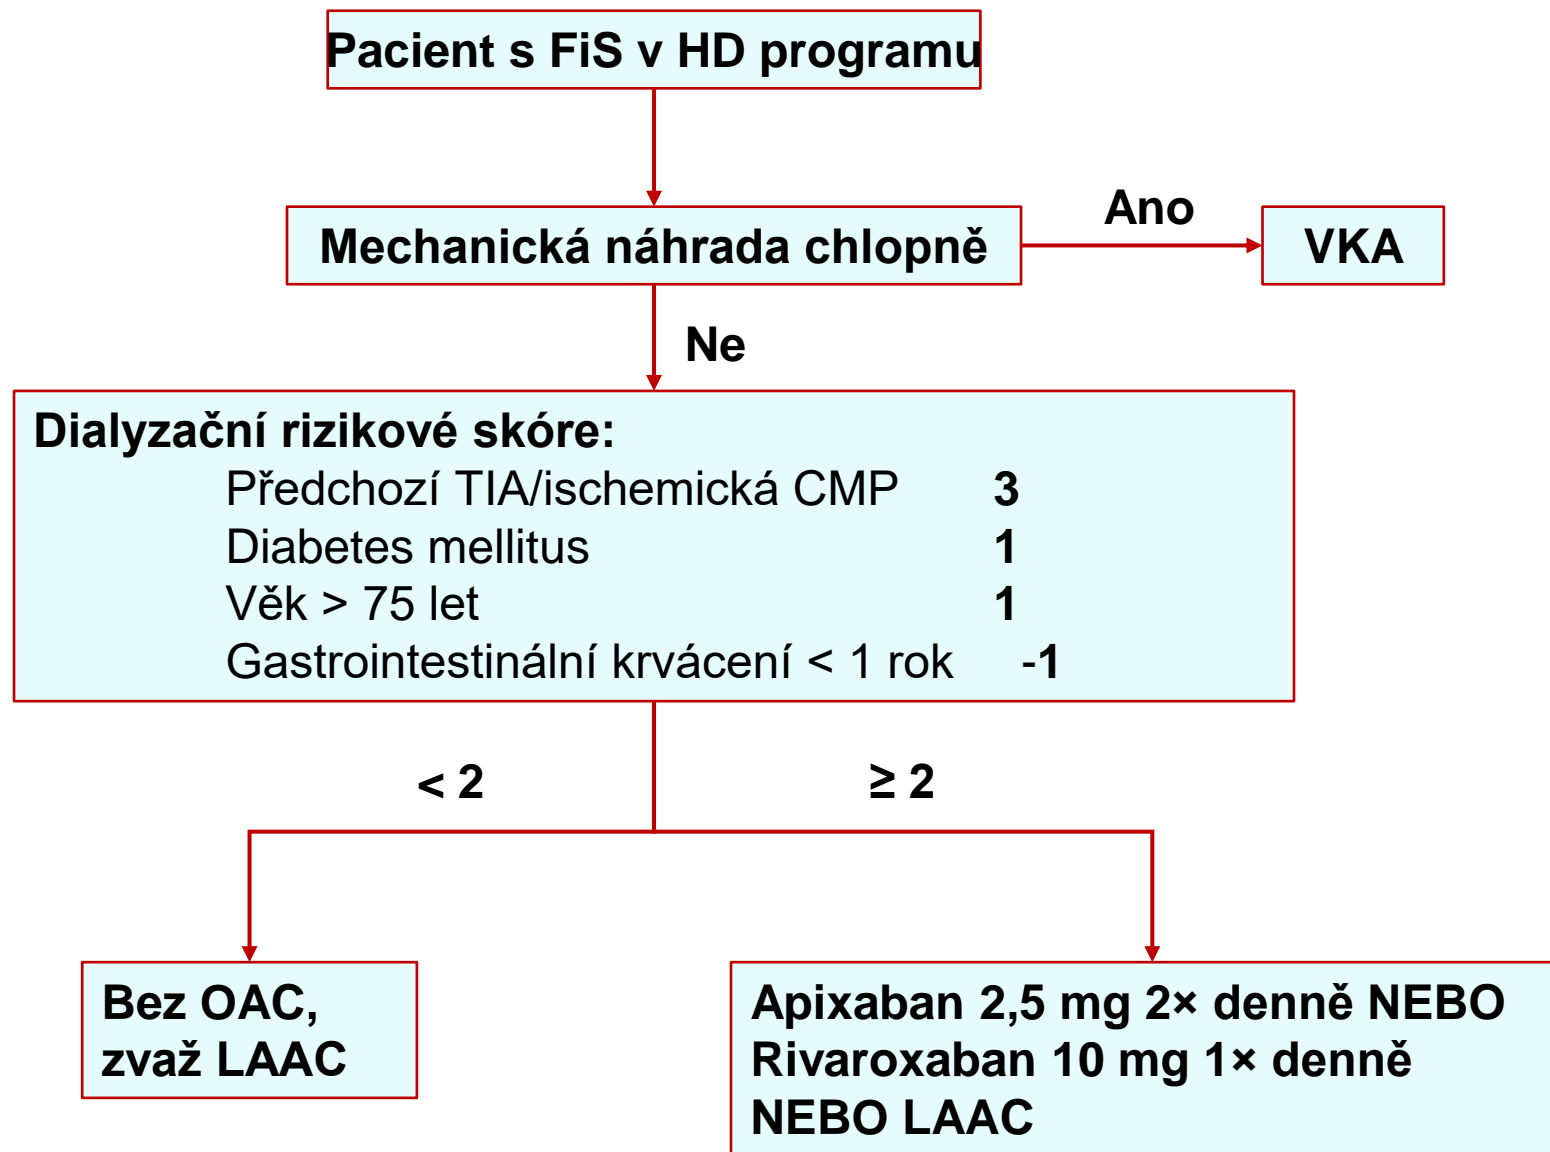 Pacient s FiS v HD programu
Ano
Mechanická náhrada chlopně
VKA
Ne
Dialyzační rizikové skóre:
Předchozí TIA/ischemická CMP 3
Diabetes mellitus 1
Věk > 75 let 1
Gastrointestinální krvácení < 1 rok -1
< 2
≥ 2
Bez OAC,
zvaž LAAC
Apixaban 2,5 mg 2× denně NEBO
Rivaroxaban 10 mg 1× denně
NEBO LAAC